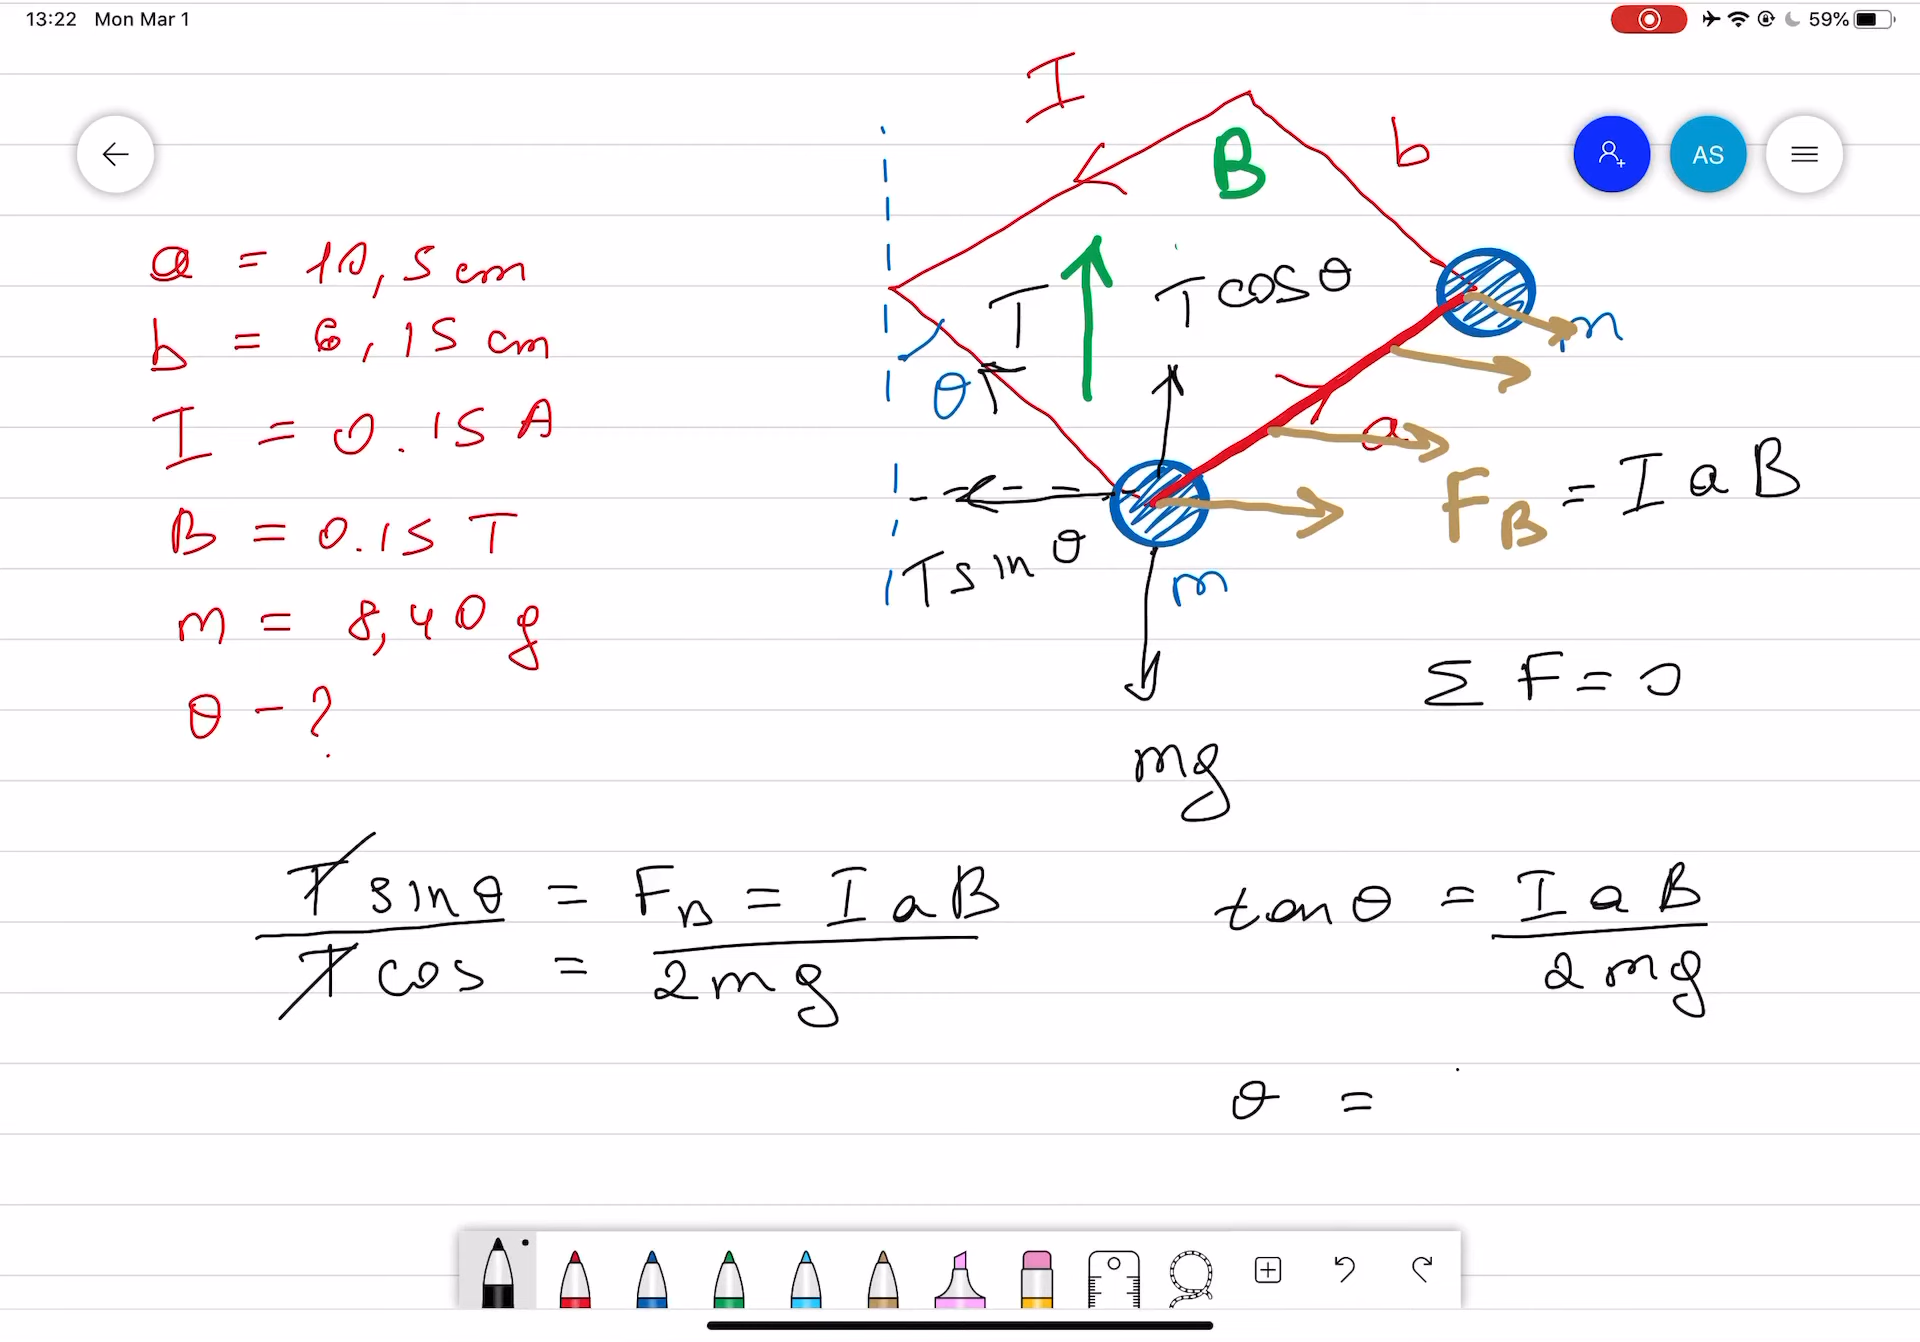 13:22 Mon Mar 1
59%
I
B
b
AS
a = 10,5 cm
b = 6,15 cm
I = 0.15 A
B = 0.15 T
m = 8,40 g
θ - ?
T
T cos θ
θ
m
a
F_B = I a B
T sin θ
m
mg
Σ F = 0
T sin θ = F_B = I a B
T cos = 2mg
tan θ = I a B
2mg
θ =